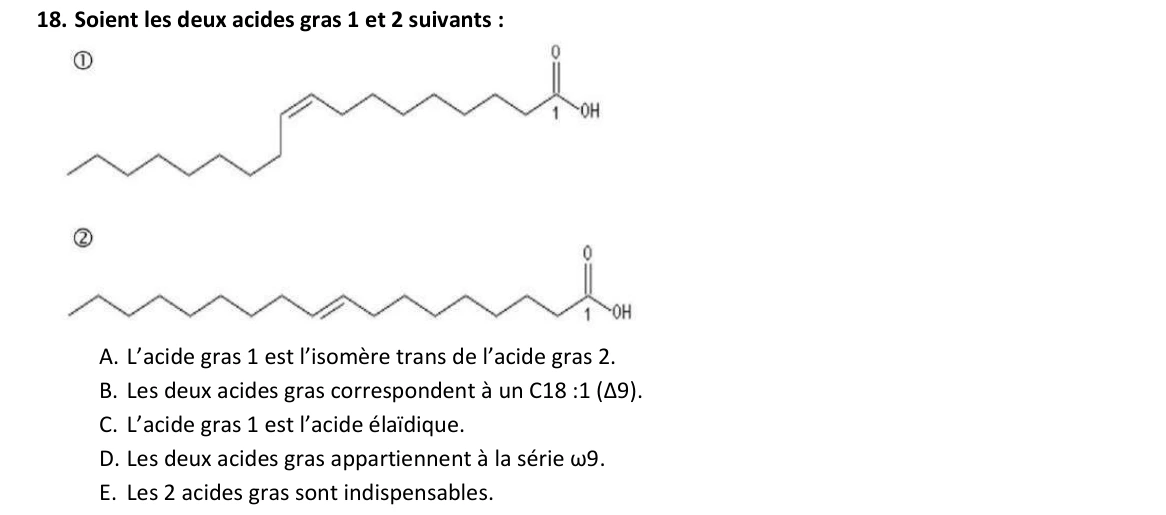 18. Soient les deux acides gras 1 et 2 suivants :
①
O
1
OH
②
O
1
OH
A. L’acide gras 1 est l’isomère trans de l’acide gras 2.
B. Les deux acides gras correspondent à un C18 :1 (Δ9).
C. L’acide gras 1 est l’acide élaïdique.
D. Les deux acides gras appartiennent à la série ω9.
E. Les 2 acides gras sont indispensables.